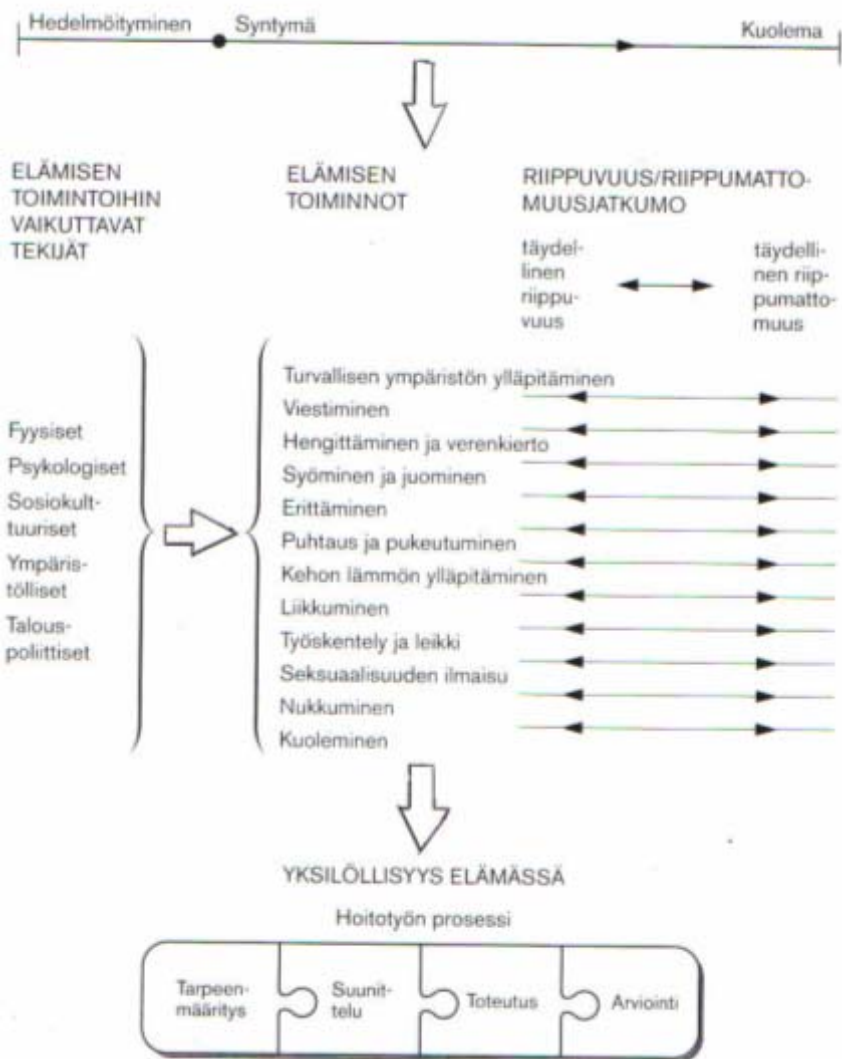 Hedelmöityminen Syntymä Kuolema
ELÄMISEN
TOIMINTOIHIN
VAIKUTTAVAT
TEKIJÄT
ELÄMISEN
TOIMINNOT
RIIPPUVUUS/RIIPPUMATTO-
MUUSJATKUMO
täydel-
linen
riippu-
vuus
täydelli-
nen riip-
pumatto-
muus
Fyysiset
Psykologiset
Sosiokult-
tuuriset
Ympäris-
tölliset
Talous-
poliittiset
Turvallisen ympäristön ylläpitäminen
Viestiminen
Hengittäminen ja verenkierto
Syöminen ja juominen
Erittäminen
Puhtaus ja pukeutuminen
Kehon lämmön ylläpitäminen
Liikkuminen
Työskentely ja leikki
Seksuaalisuuden ilmaisu
Nukkuminen
Kuoleminen
YKSILÖLLISYYS ELÄMÄSSÄ
Hoitotyön prosessi
Tarpeen-
määritys
Suunit-
telu
Toteutus
Arviointi